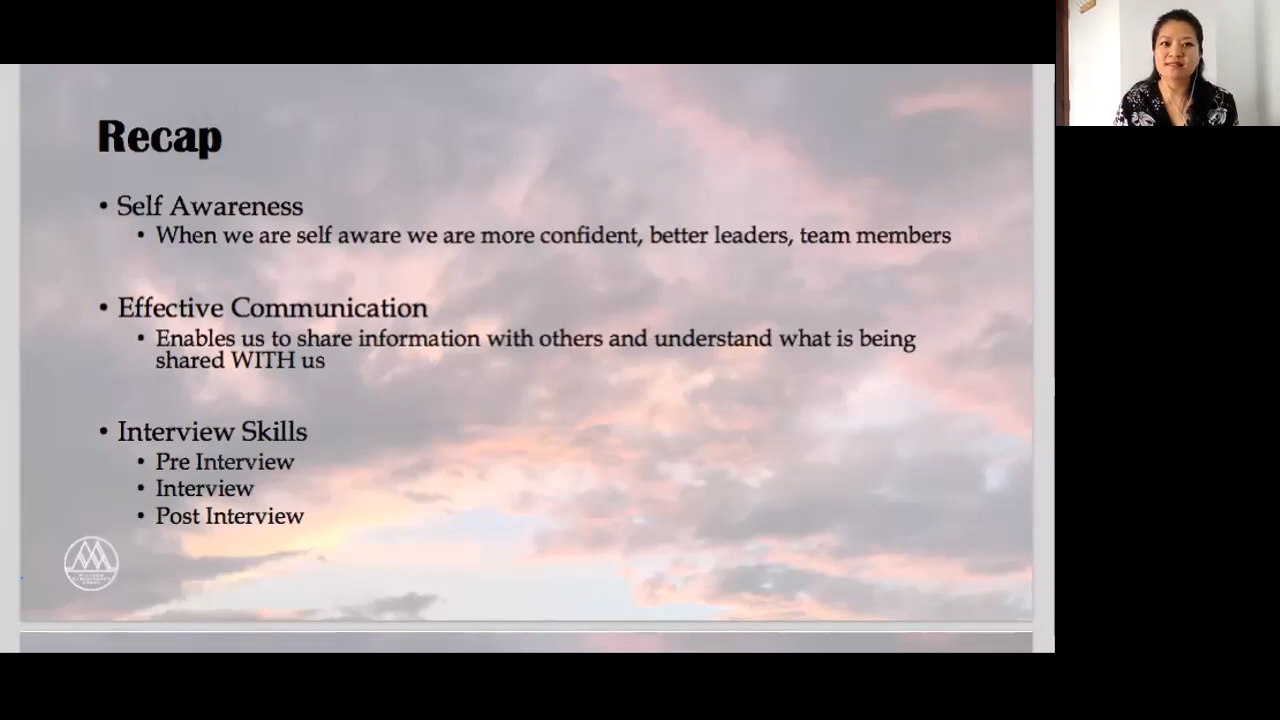 Recap
• Self Awareness
• When we are self aware we are more confident, better leaders, team members
• Effective Communication
• Enables us to share information with others and understand what is being
shared WITH us
• Interview Skills
• Pre Interview
• Interview
• Post Interview